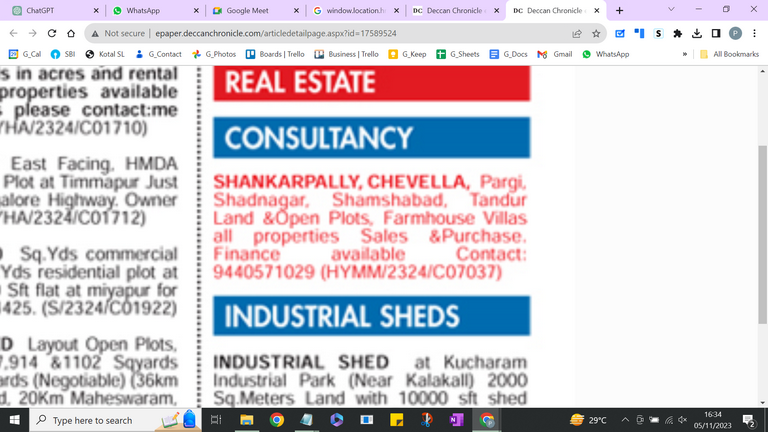 ChatGPT
WhatsApp
Google Meet
window.location.h
Deccan Chronicle
Deccan Chronicle
Not secure | epaper.deccanchronicle.com/articledetailpage.aspx?id=17589524
G_Cal
SBI
Kotal SL
G_Contact
G_Photos
Boards | Trello
Business | Trello
G_Keep
G_Sheets
G_Docs
Gmail
WhatsApp
»
All Bookmarks
s in acres and rental
properties available
please contact:me
YHA/2324/C01710)
East Facing, HMDA
Plot at Timmapur Just
alore Highway. Owner
YHA/2324/C01712)
Sq.Yds commercial
Yds residential plot at
Sft flat at miyapur for
425. (S/2324/C01922)
D Layout Open Plots,
7,914 &1102 Sqyards
ards (Negotiable) (36km
d, 20Km Maheswaram,
REAL ESTATE
CONSULTANCY
SHANKARPALLY, CHEVELLA, Pargi,
Shadnagar, Shamshabad, Tandur
Land &Open Plots, Farmhouse Villas
all properties Sales &Purchase.
Finance available Contact:
9440571029 (HYMM/2324/C07037)
INDUSTRIAL SHEDS
INDUSTRIAL SHED at Kucharam
Industrial Park (Near Kalakall) 2000
Sq.Meters Land with 10000 sft shed
Type here to search
29°C
16:34
05/11/2023
2